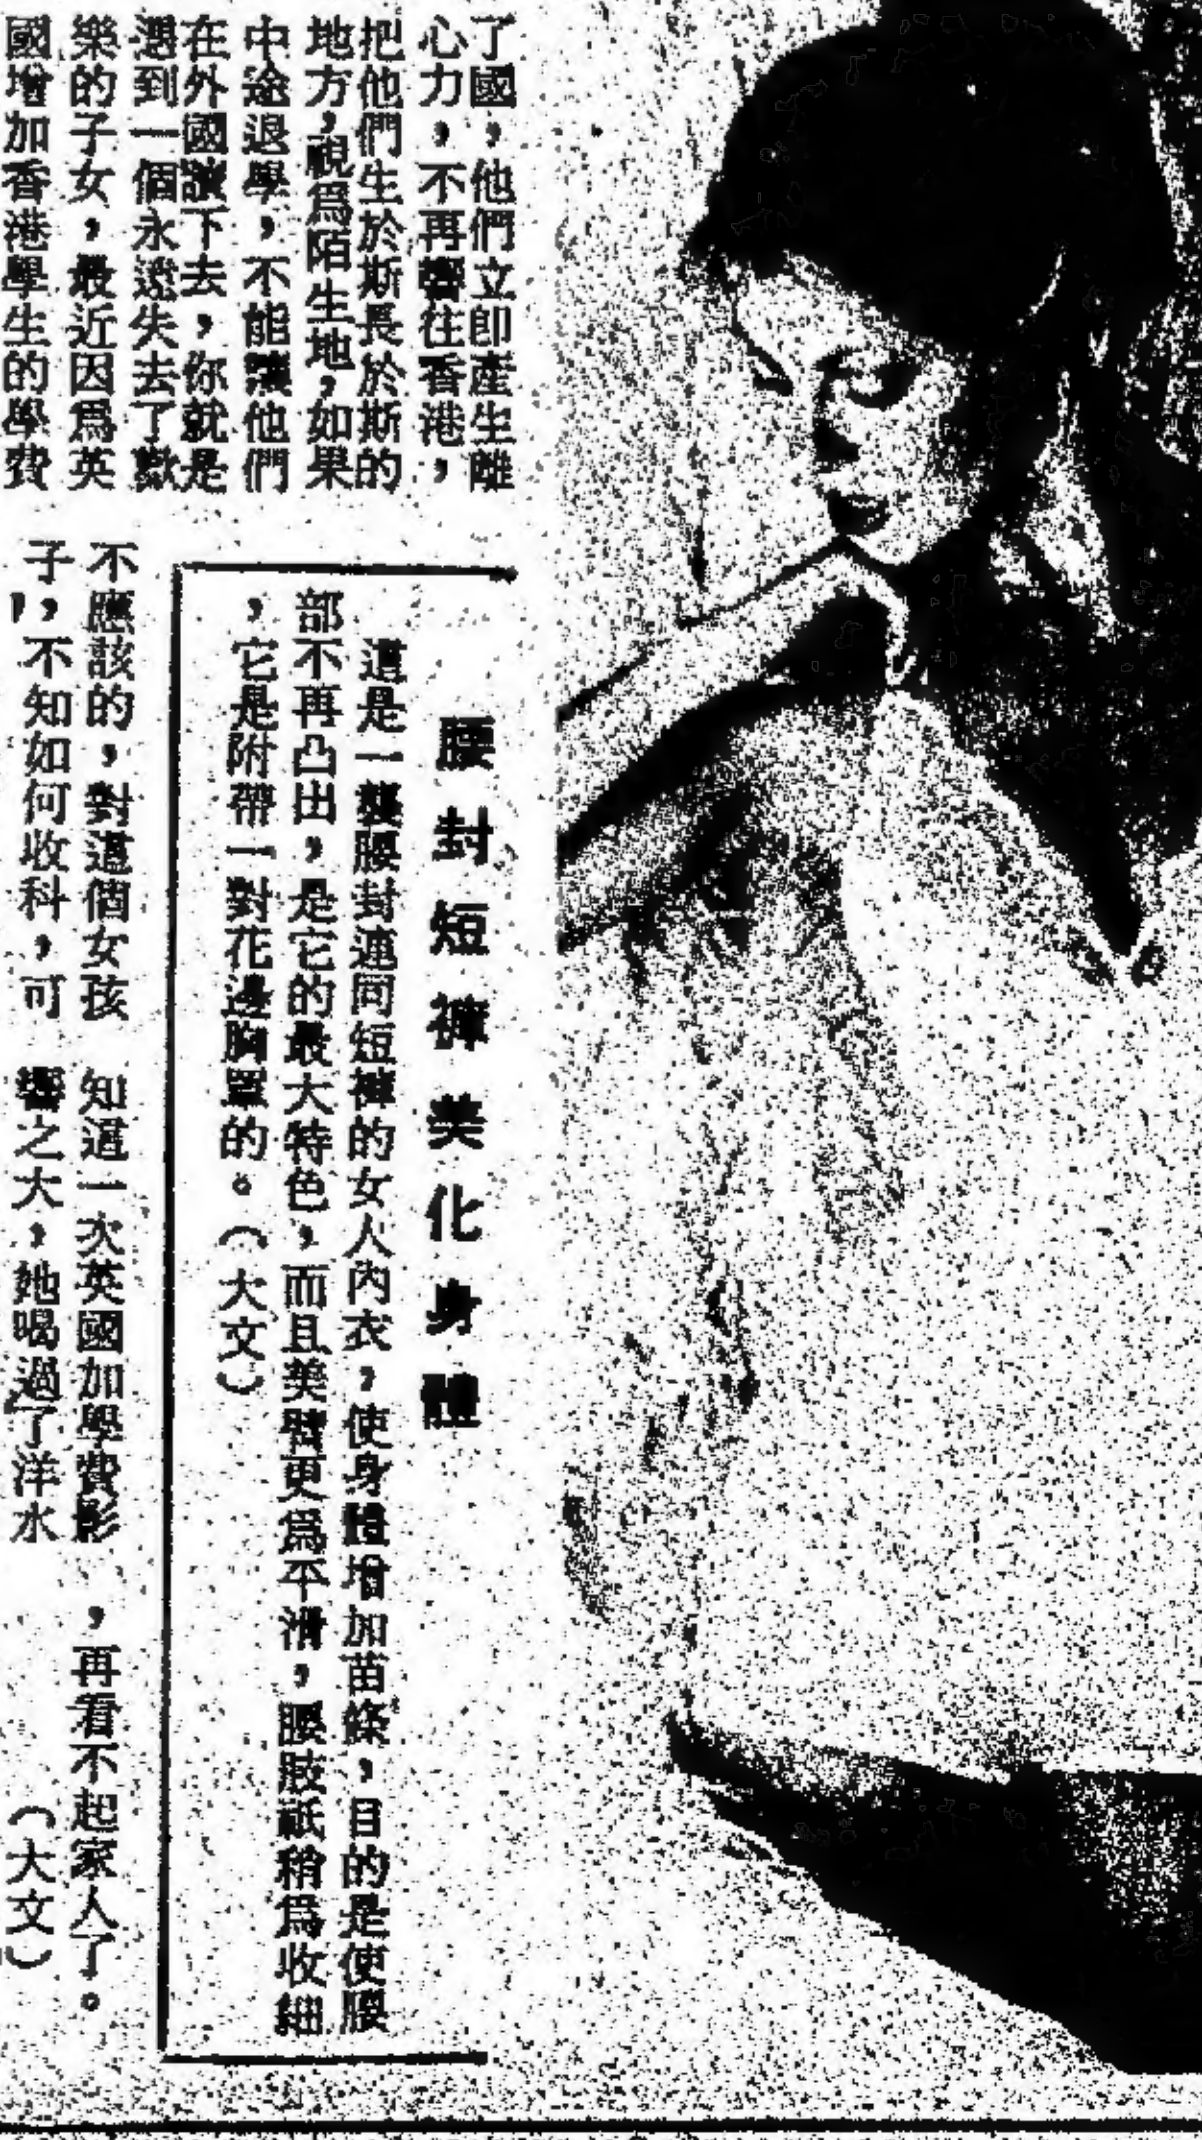 了國，他們立即產生離
心力，不再嚮往香港，
把他們生於斯長於斯的
地方，視爲陌生地，如果
中途退學，不能讓他們
在外國讀下去，你就是
遇到一個永遠失去了歡
樂的子女，最近因爲英
國增加香港學生的學費
腰封短褲美化身體
這是一襲腰封連同短褲的女人內衣，使身體增加苗條，目的是使腰
部不再凸出，是它的最大特色，而且美臀更爲平滑，腰肢祇稍爲收細
，它是附帶一對花邊胸罩的。（大文）
不應該的，對這個女孩
子，不知如何收科，可
知這一次英國加學費影
響之大，她喝過了洋水
，再看不起家人了。
（大文）